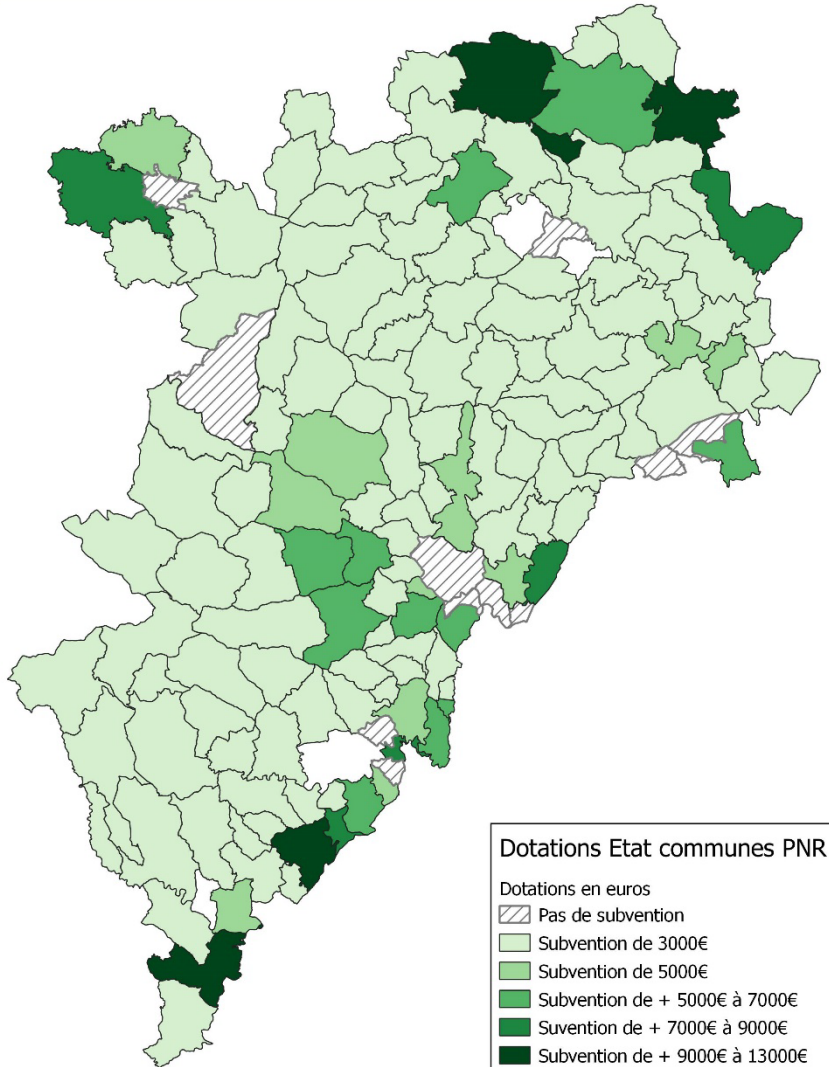 Dotations Etat communes PNR
Dotations en euros
Pas de subvention
Subvention de 3000€
Subvention de 5000€
Subvention de + 5000€ à 7000€
Suvention de + 7000€ à 9000€
Subvention de + 9000€ à 13000€